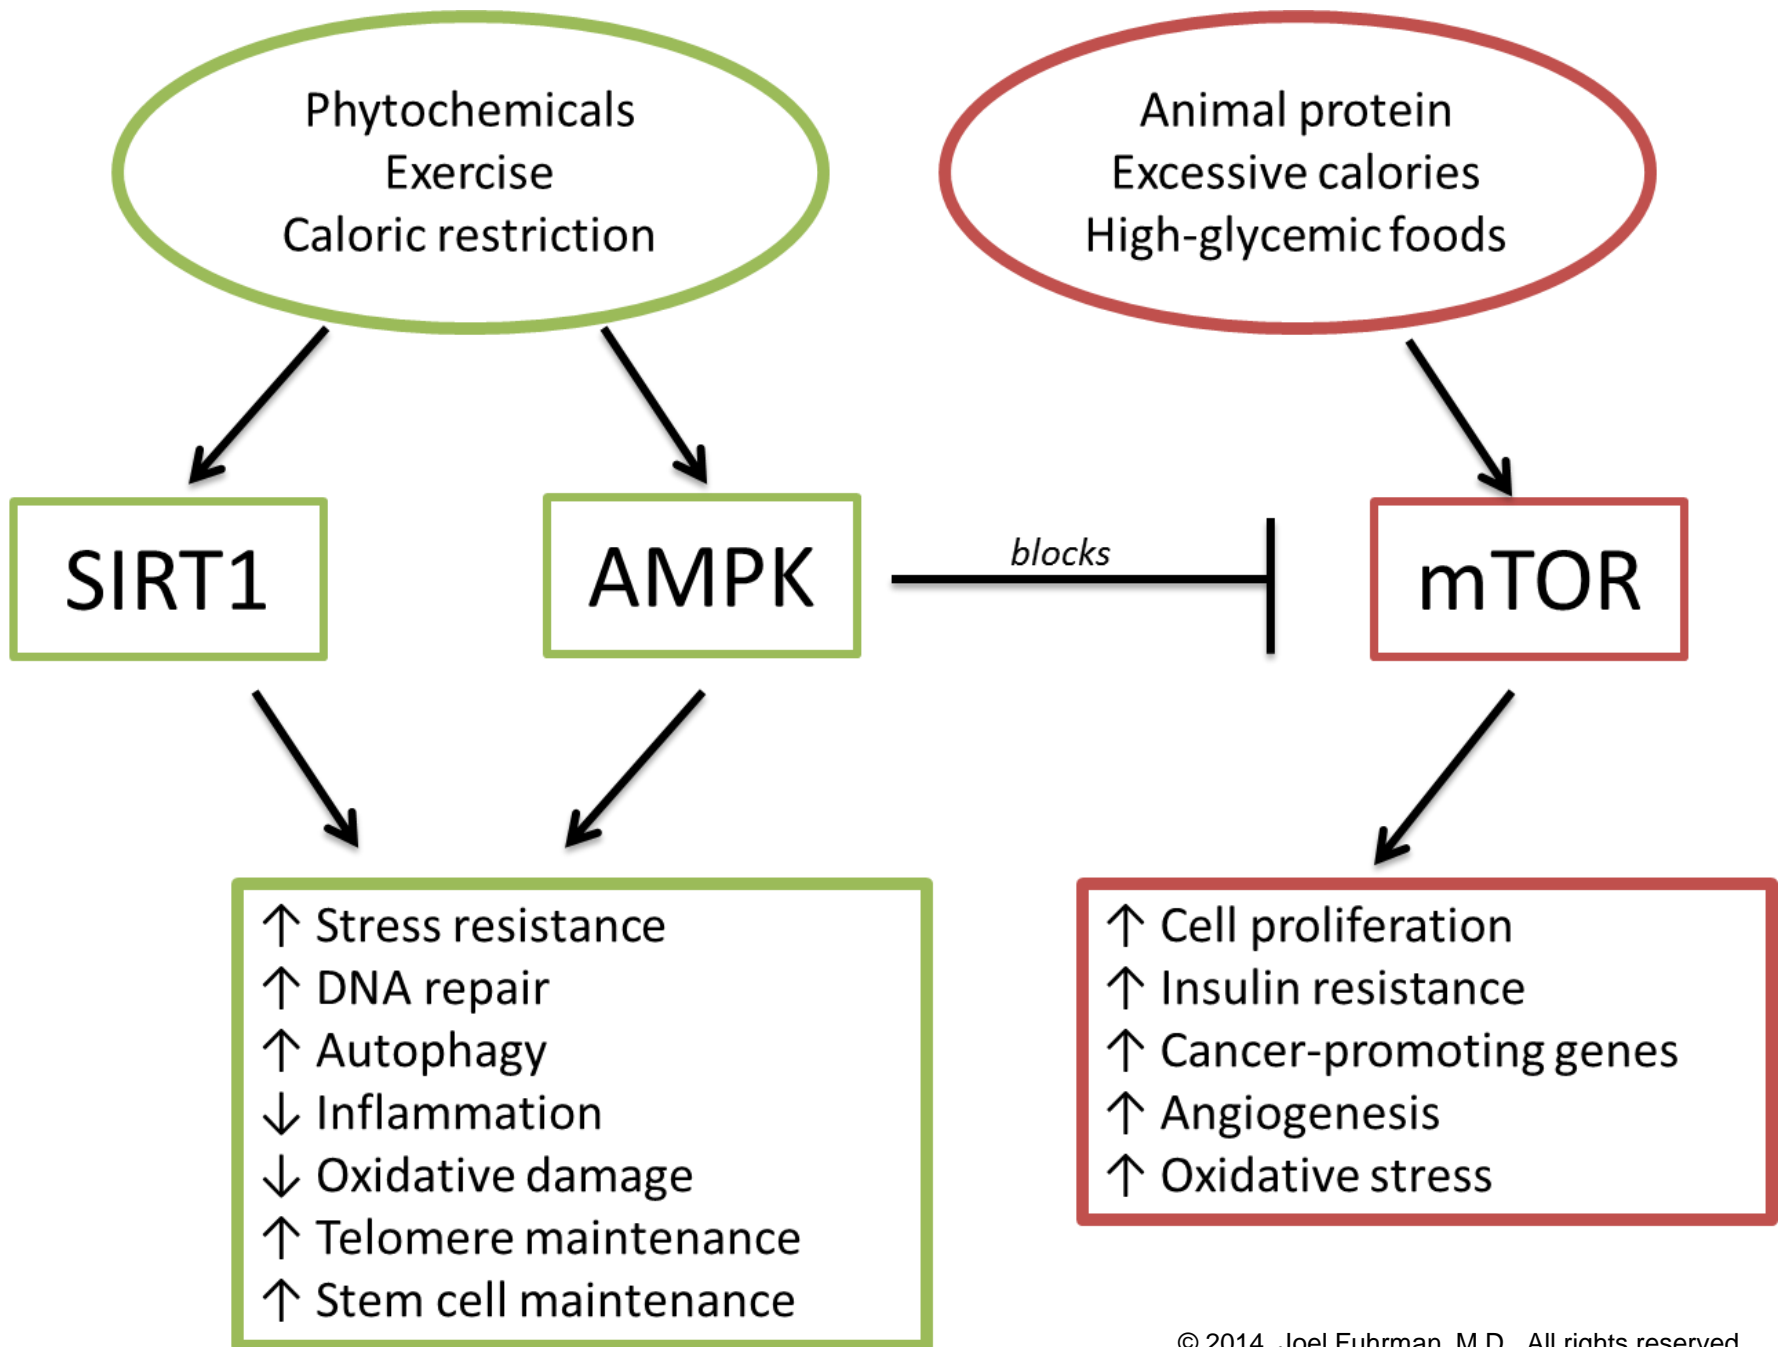 Phytochemicals
Exercise
Caloric restriction
Animal protein
Excessive calories
High-glycemic foods
SIRT1
AMPK
blocks
mTOR
↑ Stress resistance
↑ DNA repair
↑ Autophagy
↓ Inflammation
↓ Oxidative damage
↑ Telomere maintenance
↑ Stem cell maintenance
↑ Cell proliferation
↑ Insulin resistance
↑ Cancer-promoting genes
↑ Angiogenesis
↑ Oxidative stress
© 2014. Joel Fuhrman, M.D. All rights reserved.